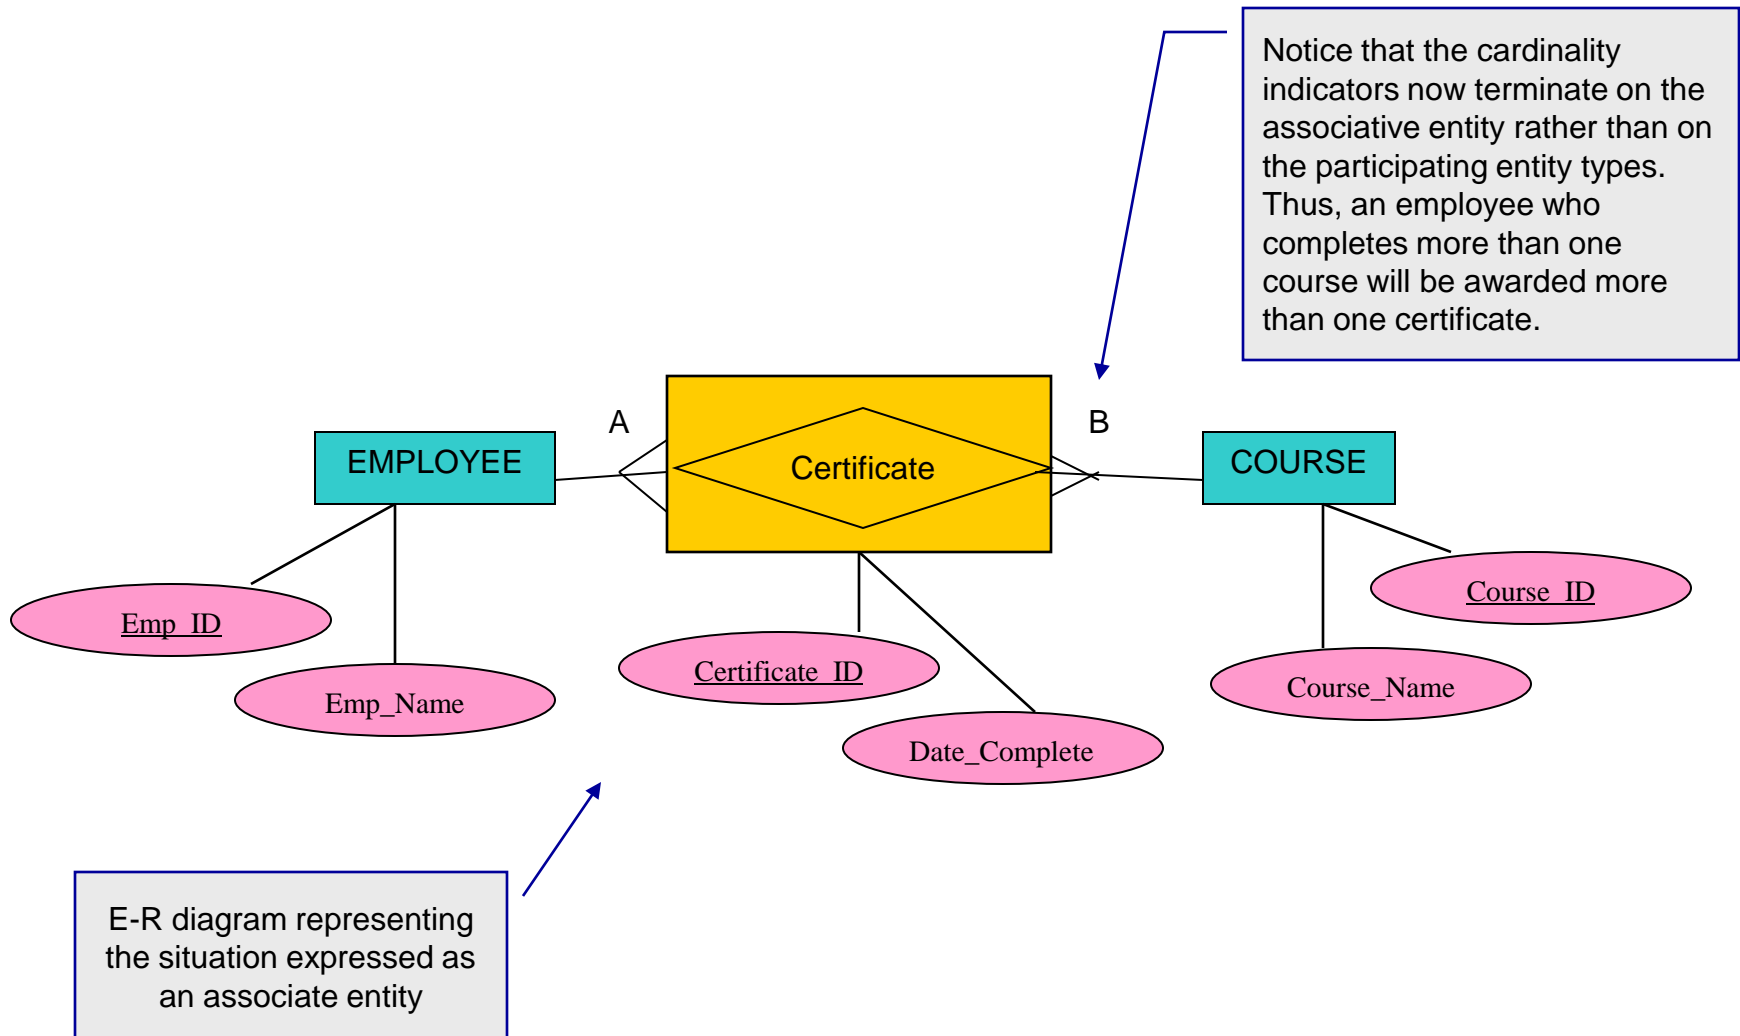 Notice that the cardinality
indicators now terminate on the
associative entity rather than on
the participating entity types.
Thus, an employee who
completes more than one
course will be awarded more
than one certificate.
A
B
EMPLOYEE
Certificate
COURSE
Emp_ID
Emp_Name
Certificate_ID
Date_Complete
Course_ID
Course_Name
E-R diagram representing
the situation expressed as
an associate entity